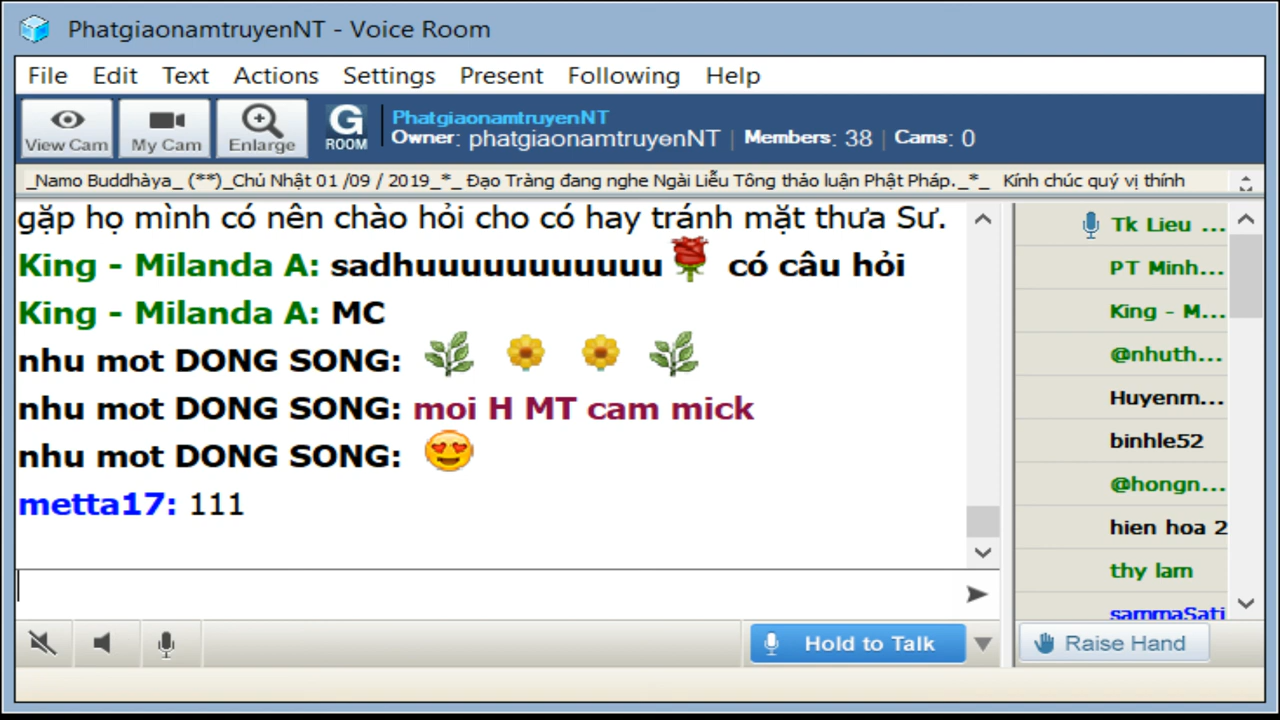 PhatgiaonamtruyenNT - Voice Room
File Edit Text Actions Settings Present Following Help
View Cam My Cam Enlarge
G ROOM
PhatgiaonamtruyenNT
Owner: phatgiaonamtruyenNT | Members: 38 | Cams: 0
_Namo Buddhàya_ (**)_Chủ Nhật 01 /09 / 2019_*_ Đạo Tràng đang nghe Ngài Liễu Tông thảo luận Phật Pháp._*_ Kính chúc quý vị thính
gặp họ mình có nên chào hỏi cho có hay tránh mặt thưa Sư.
King - Milanda A: sadhuuuuuuuuuuu có câu hỏi
King - Milanda A: MC
nhu mot DONG SONG:
nhu mot DONG SONG: moi H MT cam mick
nhu mot DONG SONG:
metta17: 111
Tk Lieu ...
PT Minh...
King - M...
@nhuth...
Huyenm...
binhle52
@hongn...
hien hoa 2
thy lam
sammaSati
Hold to Talk
Raise Hand